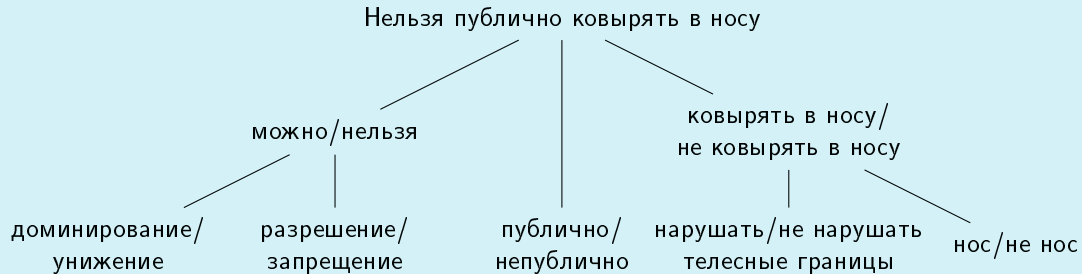 Нельзя публично ковырять в носу
можно/нельзя
ковырять в носу/
не ковырять в носу
доминирование/
унижение
разрешение/
запрещение
публично/
непублично
нарушать/не нарушать
телесные границы
нос/не нос